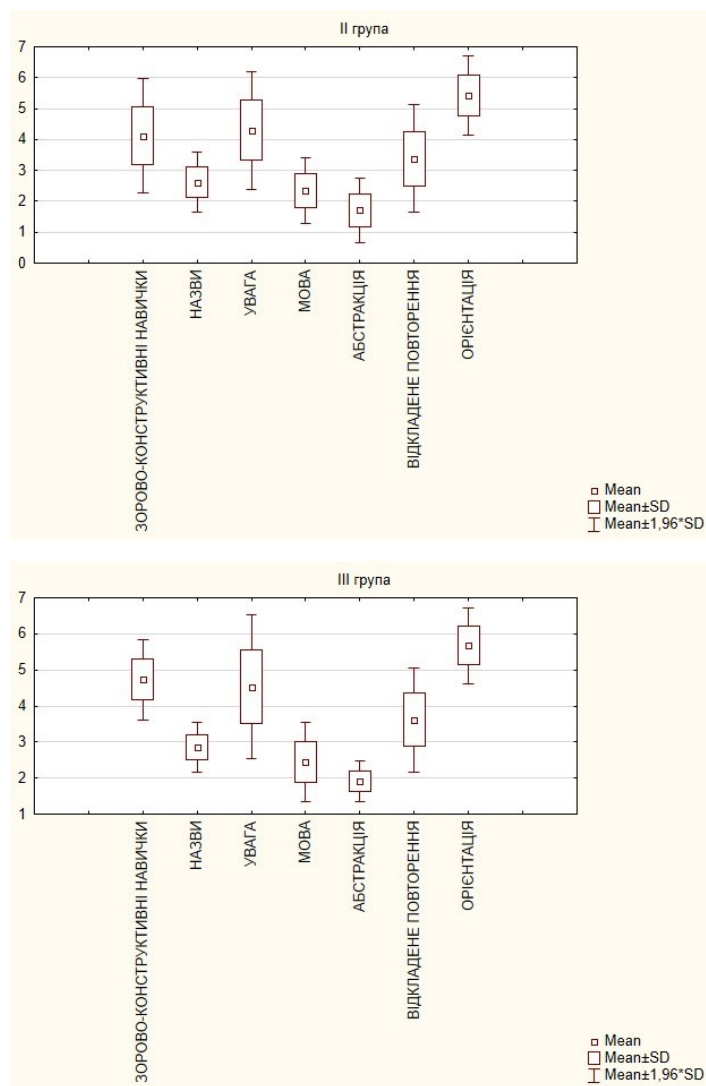 II група
7
6
5
4
3
2
1
0
ЗОРОВО-КОНСТРУКТИВНІ НАВИЧКИ
НАЗВИ
УВАГА
МОВА
АБСТРАКЦІЯ
ВІДКЛАДЕНЕ ПОВТОРЕННЯ
ОРІЄНТАЦІЯ
Mean
Mean±SD
Mean±1,96*SD
III група
7
6
5
4
3
2
1
ЗОРОВО-КОНСТРУКТИВНІ НАВИЧКИ
НАЗВИ
УВАГА
МОВА
АБСТРАКЦІЯ
ВІДКЛАДЕНЕ ПОВТОРЕННЯ
ОРІЄНТАЦІЯ
Mean
Mean±SD
Mean±1,96*SD